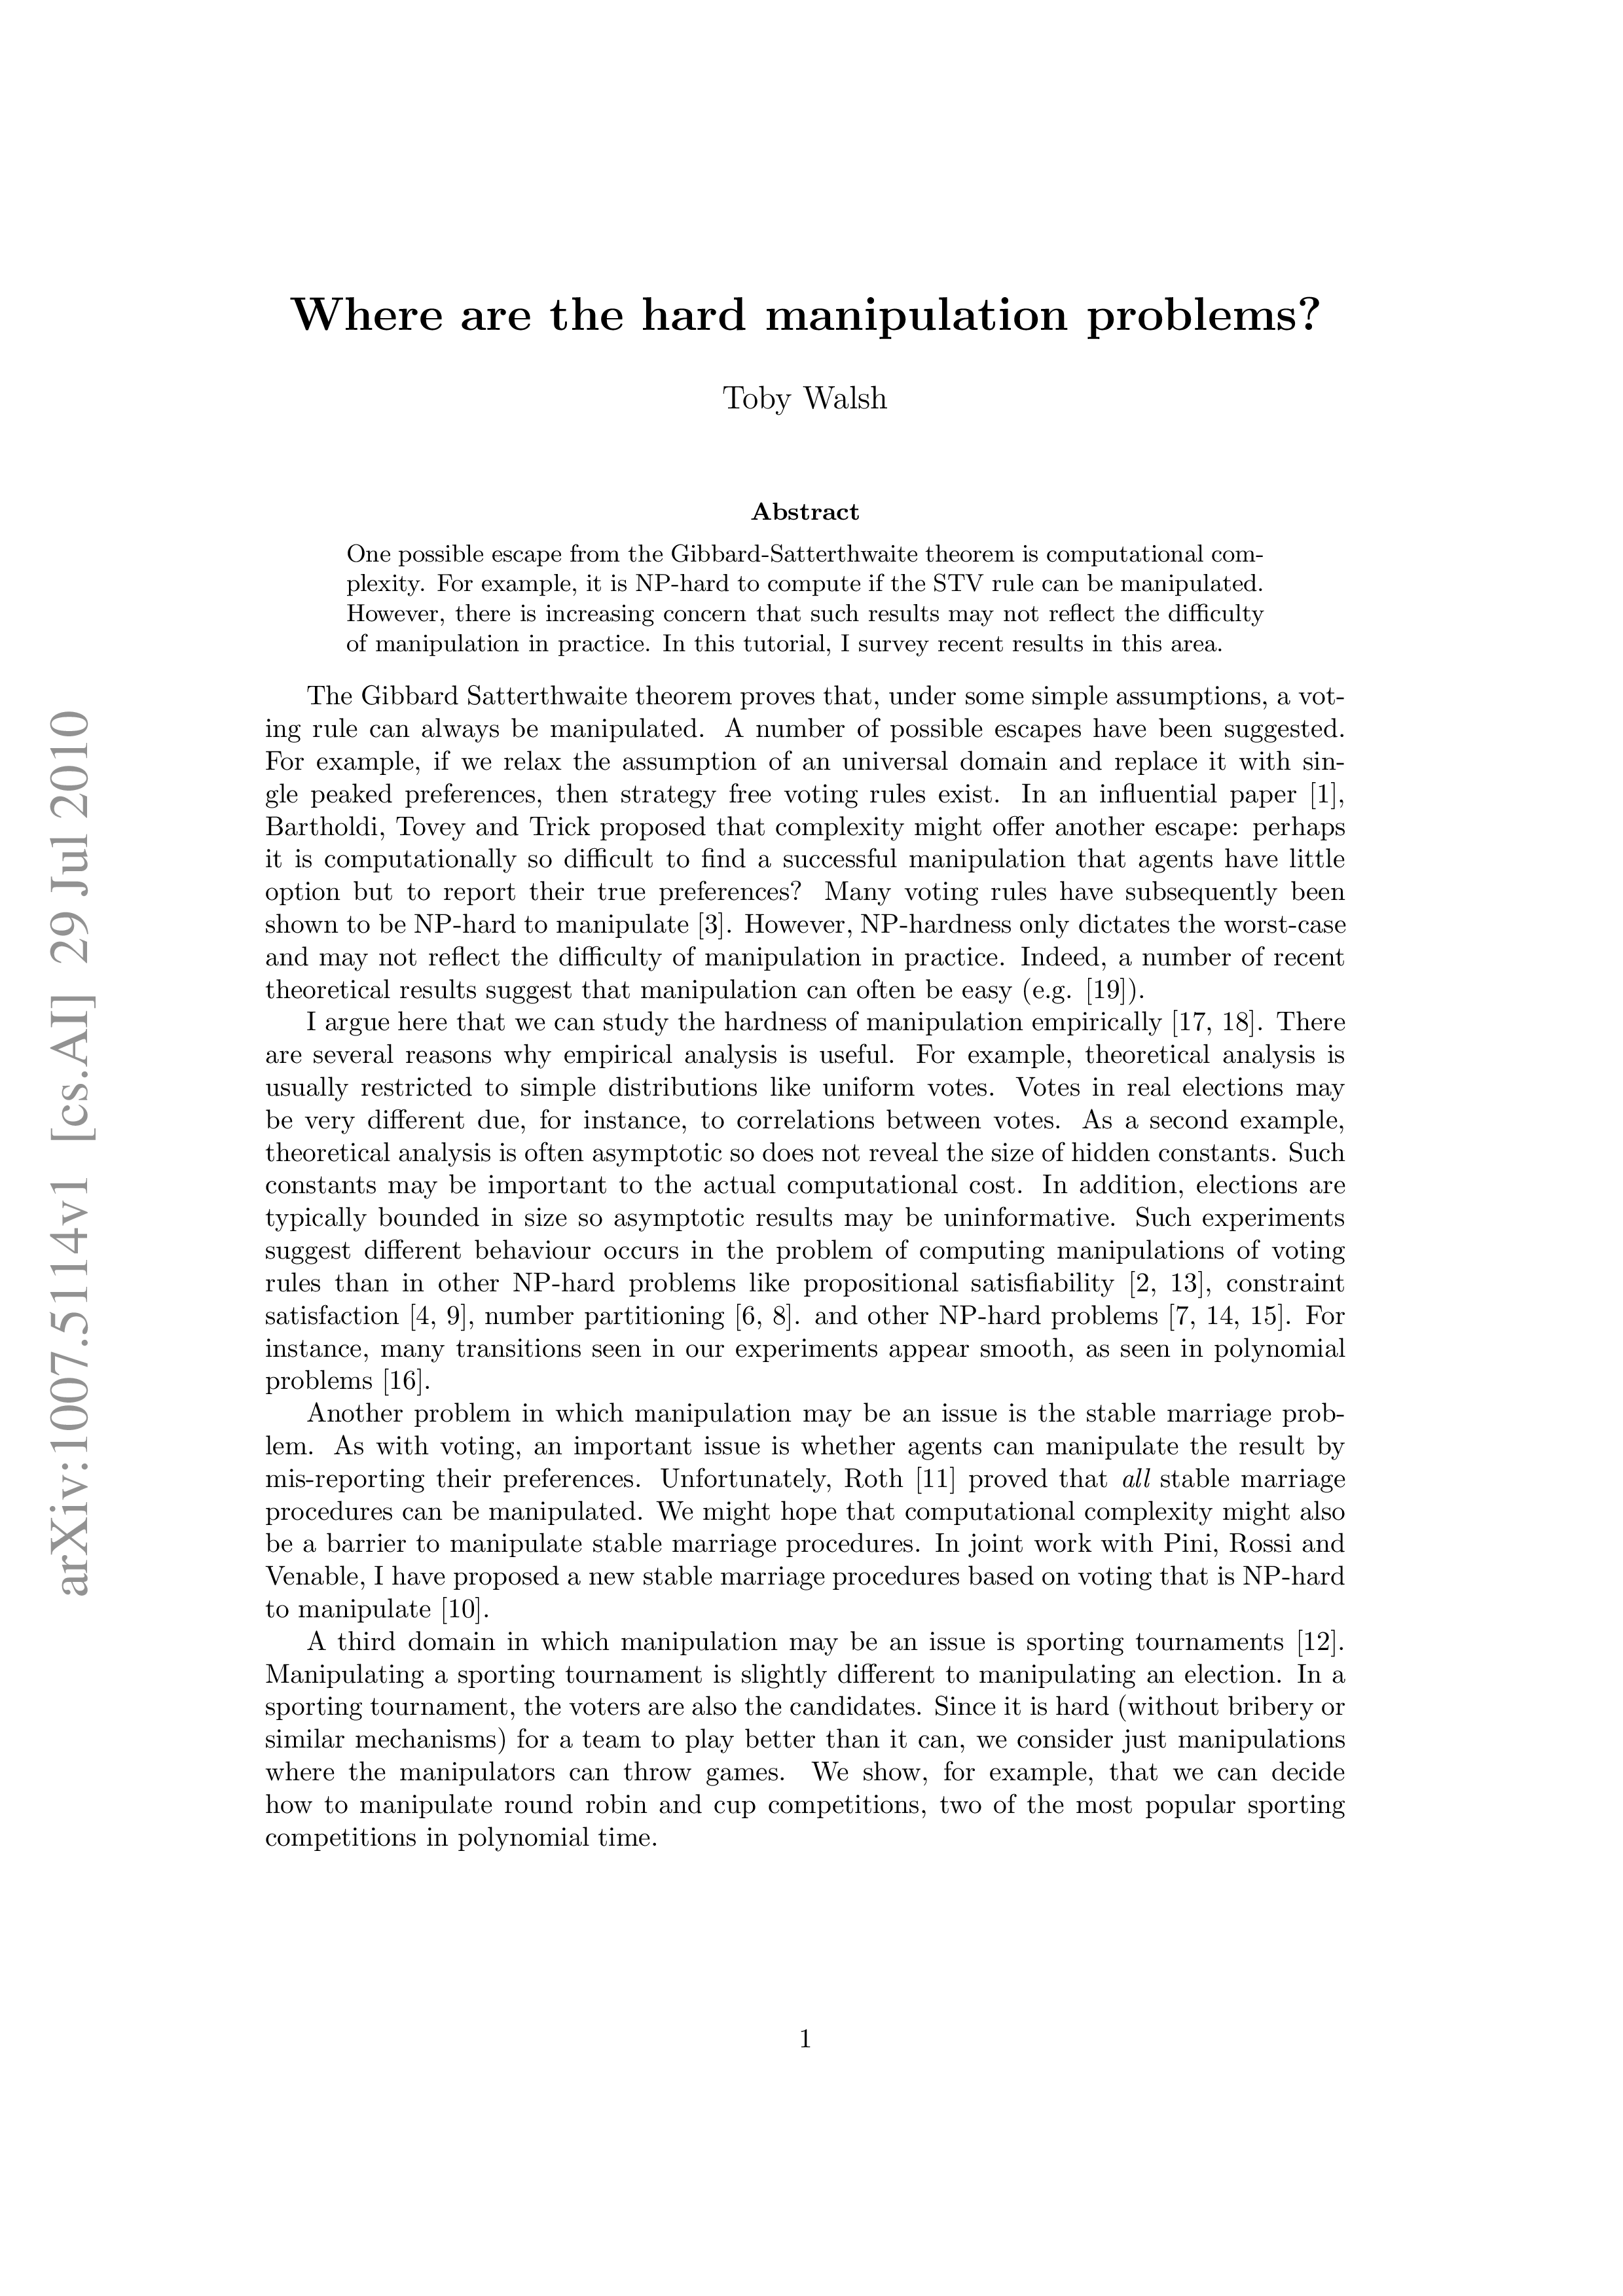 Where are the hard manipulation problems?
Toby Walsh
Abstract
One possible escape from the Gibbard-Satterthwaite theorem is computational com-
plexity. For example, it is NP-hard to compute if the STV rule can be manipulated.
However, there is increasing concern that such results may not reflect the difficulty
of manipulation in practice. In this tutorial, I survey recent results in this area.
The Gibbard Satterthwaite theorem proves that, under some simple assumptions, a vot-
ing rule can always be manipulated. A number of possible escapes have been suggested.
For example, if we relax the assumption of an universal domain and replace it with sin-
gle peaked preferences, then strategy free voting rules exist. In an influential paper [1],
Bartholdi, Tovey and Trick proposed that complexity might offer another escape: perhaps
it is computationally so difficult to find a successful manipulation that agents have little
option but to report their true preferences? Many voting rules have subsequently been
shown to be NP-hard to manipulate [3]. However, NP-hardness only dictates the worst-case
and may not reflect the difficulty of manipulation in practice. Indeed, a number of recent
theoretical results suggest that manipulation can often be easy (e.g. [19]).
I argue here that we can study the hardness of manipulation empirically [17, 18]. There
are several reasons why empirical analysis is useful. For example, theoretical analysis is
usually restricted to simple distributions like uniform votes. Votes in real elections may
be very different due, for instance, to correlations between votes. As a second example,
theoretical analysis is often asymptotic so does not reveal the size of hidden constants. Such
constants may be important to the actual computational cost. In addition, elections are
typically bounded in size so asymptotic results may be uninformative. Such experiments
suggest different behaviour occurs in the problem of computing manipulations of voting
rules than in other NP-hard problems like propositional satisfiability [2, 13], constraint
satisfaction [4, 9], number partitioning [6, 8]. and other NP-hard problems [7, 14, 15]. For
instance, many transitions seen in our experiments appear smooth, as seen in polynomial
problems [16].
Another problem in which manipulation may be an issue is the stable marriage prob-
lem. As with voting, an important issue is whether agents can manipulate the result by
mis-reporting their preferences. Unfortunately, Roth [11] proved that all stable marriage
procedures can be manipulated. We might hope that computational complexity might also
be a barrier to manipulate stable marriage procedures. In joint work with Pini, Rossi and
Venable, I have proposed a new stable marriage procedures based on voting that is NP-hard
to manipulate [10].
A third domain in which manipulation may be an issue is sporting tournaments [12].
Manipulating a sporting tournament is slightly different to manipulating an election. In a
sporting tournament, the voters are also the candidates. Since it is hard (without bribery or
similar mechanisms) for a team to play better than it can, we consider just manipulations
where the manipulators can throw games. We show, for example, that we can decide
how to manipulate round robin and cup competitions, two of the most popular sporting
competitions in polynomial time.
1
arXiv:1007.5114v1 [cs.AI] 29 Jul 2010